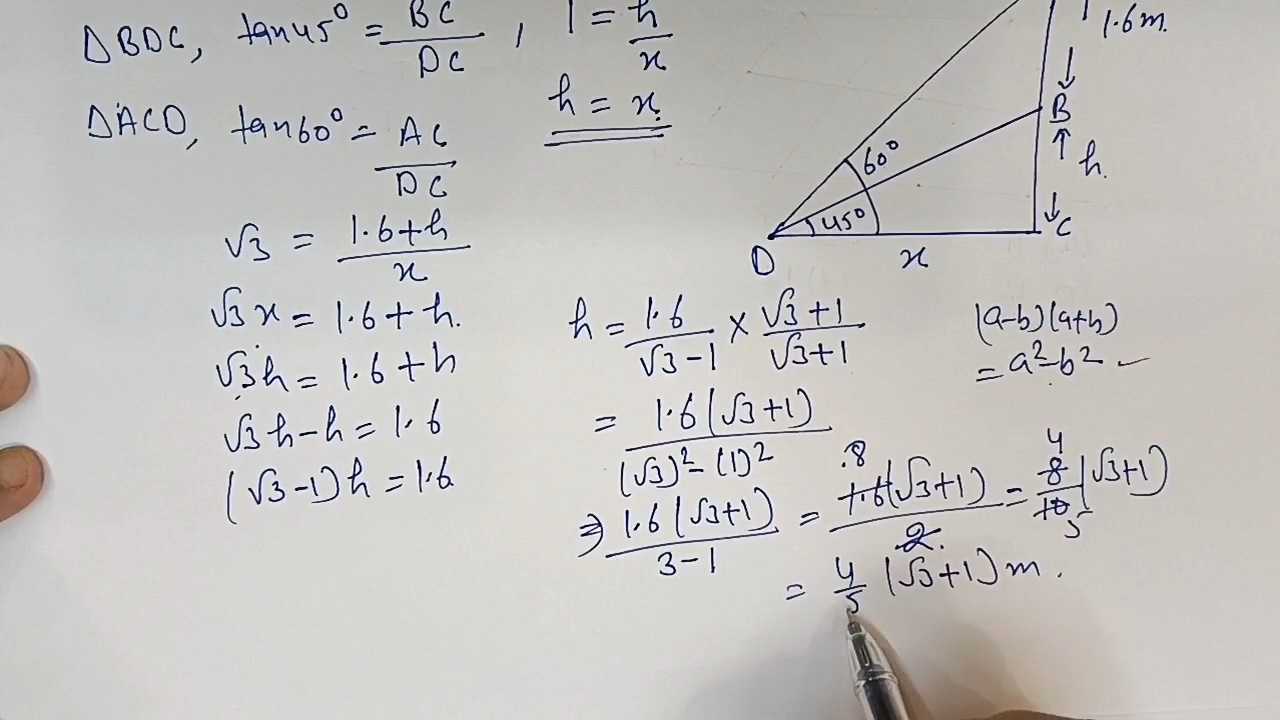 △BDC, tan45° = BC/DC, 1 = h/x
h = x
△ACD, tan60° = AC/DC
√3 = 1.6+h/x
√3x = 1.6+h.
√3h = 1.6+h
√3h-h = 1.6
(√3-1)h = 1.6
1.6m.
B
h.
C
60°
45°
D
x
h = 1.6/√3-1 × √3+1/√3+1
= 1.6(√3+1)/(√3)²-(1)²
⇒ 1.6(√3+1)/3-1 = .8 1.6(√3+1)/2. = 4 8/10 5 (√3+1)
= 4/5 (√3+1)m.
(a-b)(a+b)
= a²-b²